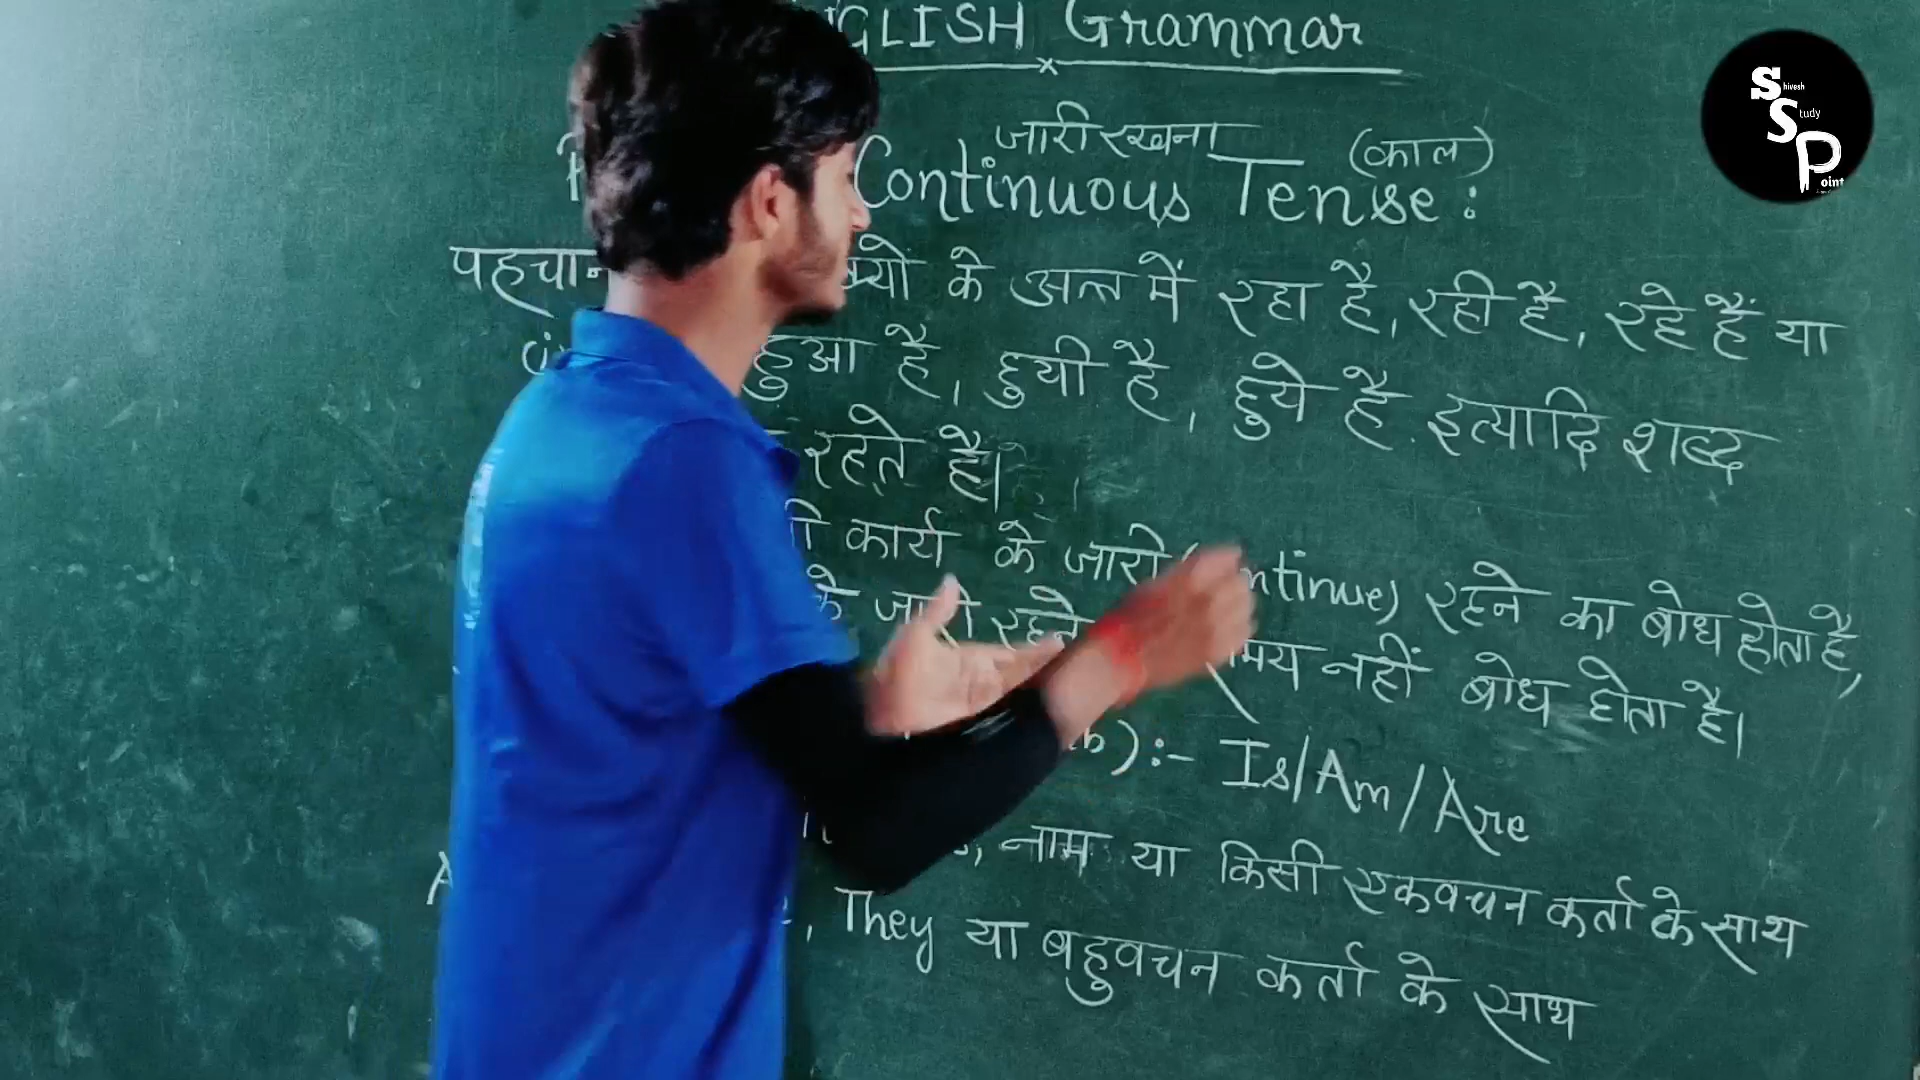 ENGLISH Grammar
जारी रखना (काल)
Continuous Tense :
पहचान के अन्त में रहा है, रही है, रहे हैं या
हुआ है, हुयी है, हुये है. इत्यादि शब्द
रहते है।
कार्य के जारी (Continue) रहने का बोध होता है,
के जारी रहने समय नहीं बोध होता है।
:- Is/Am/Are
नाम या किसी एकवचन कर्ता के साथ
They या बहुवचन कर्ता के साथ
Shivesh
Study
Point